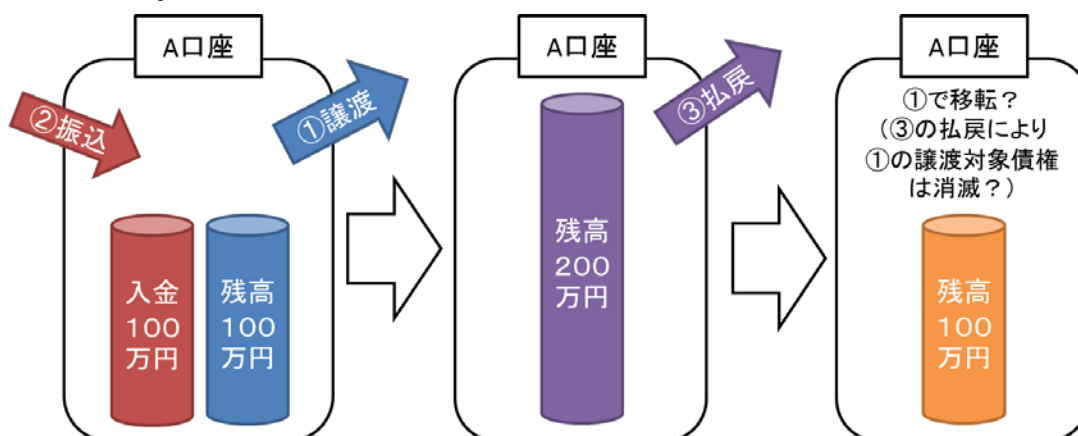 A口座
②振込
①譲渡
入金
100
万円
残高
100
万円
A口座
③払戻
残高
200
万円
A口座
①で移転?
(③の払戻により
①の譲渡対象債権
は消滅?)
残高
100
万円